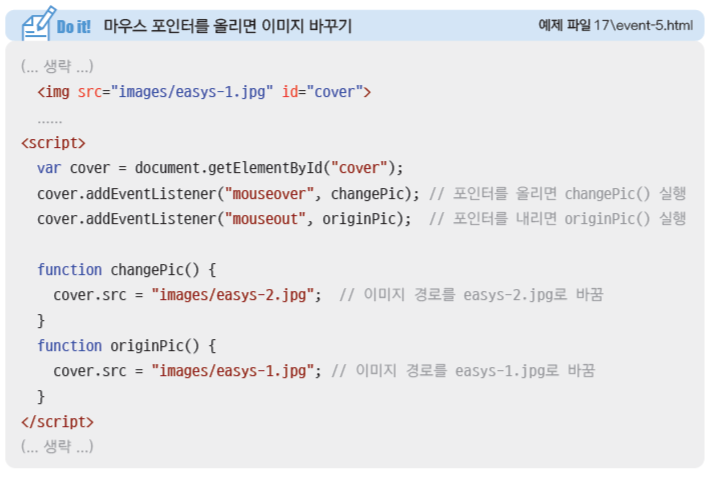 Do it! 마우스 포인터를 올리면 이미지 바꾸기 예제 파일 17\event-5.html
(... 생략 ...)
<img src="images/easys-1.jpg" id="cover">
......
<script>
var cover = document.getElementById("cover");
cover.addEventListener("mouseover", changePic); // 포인터를 올리면 changePic() 실행
cover.addEventListener("mouseout", originPic); // 포인터를 내리면 originPic() 실행
function changePic() {
cover.src = "images/easys-2.jpg"; // 이미지 경로를 easys-2.jpg로 바꿈
}
function originPic() {
cover.src = "images/easys-1.jpg"; // 이미지 경로를 easys-1.jpg로 바꿈
}
</script>
(... 생략 ...)